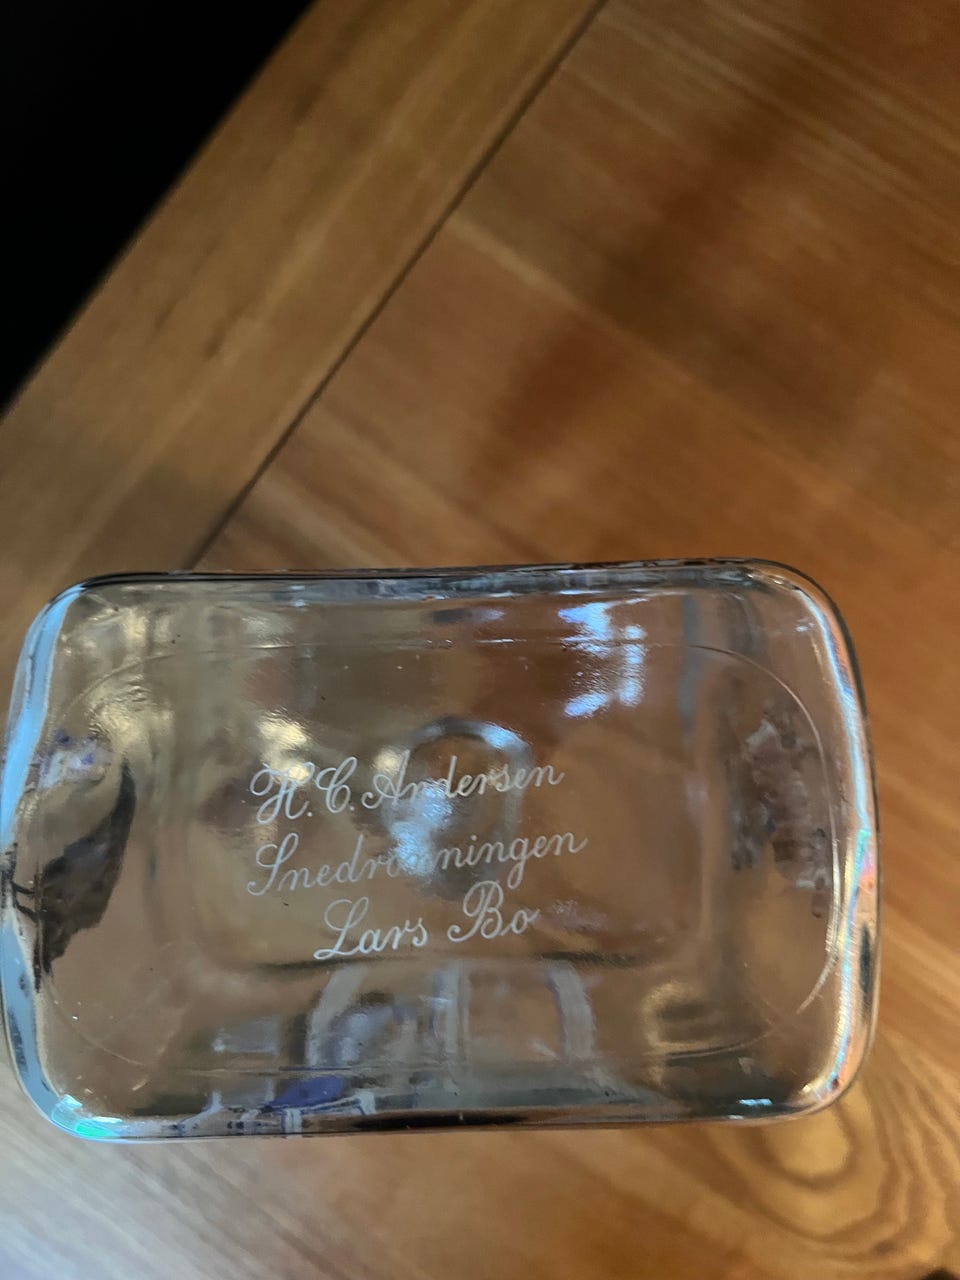 H.C. Andersen
Snedronningen
Lars Bo